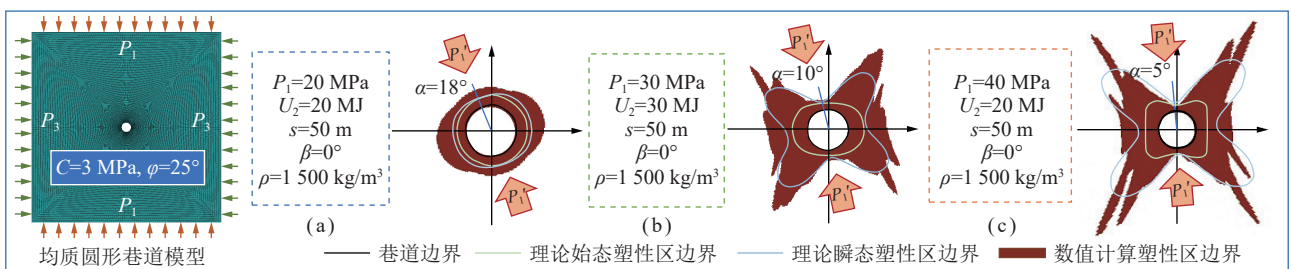 P₁
P₃ P₃
C=3 MPa, φ=25°
P₁
均质圆形巷道模型
P₁=20 MPa
U₂=20 MJ
s=50 m
β=0°
ρ=1 500 kg/m³
(a)
P₁′
α=18°
P₁′
P₁=30 MPa
U₂=30 MJ
s=50 m
β=0°
ρ=1 500 kg/m³
(b)
P₁′
α=10°
P₁′
P₁=40 MPa
U₂=20 MJ
s=50 m
β=0°
ρ=1 500 kg/m³
(c)
P₁′
α=5°
P₁′
巷道边界 理论始态塑性区边界 理论瞬态塑性区边界 数值计算塑性区边界